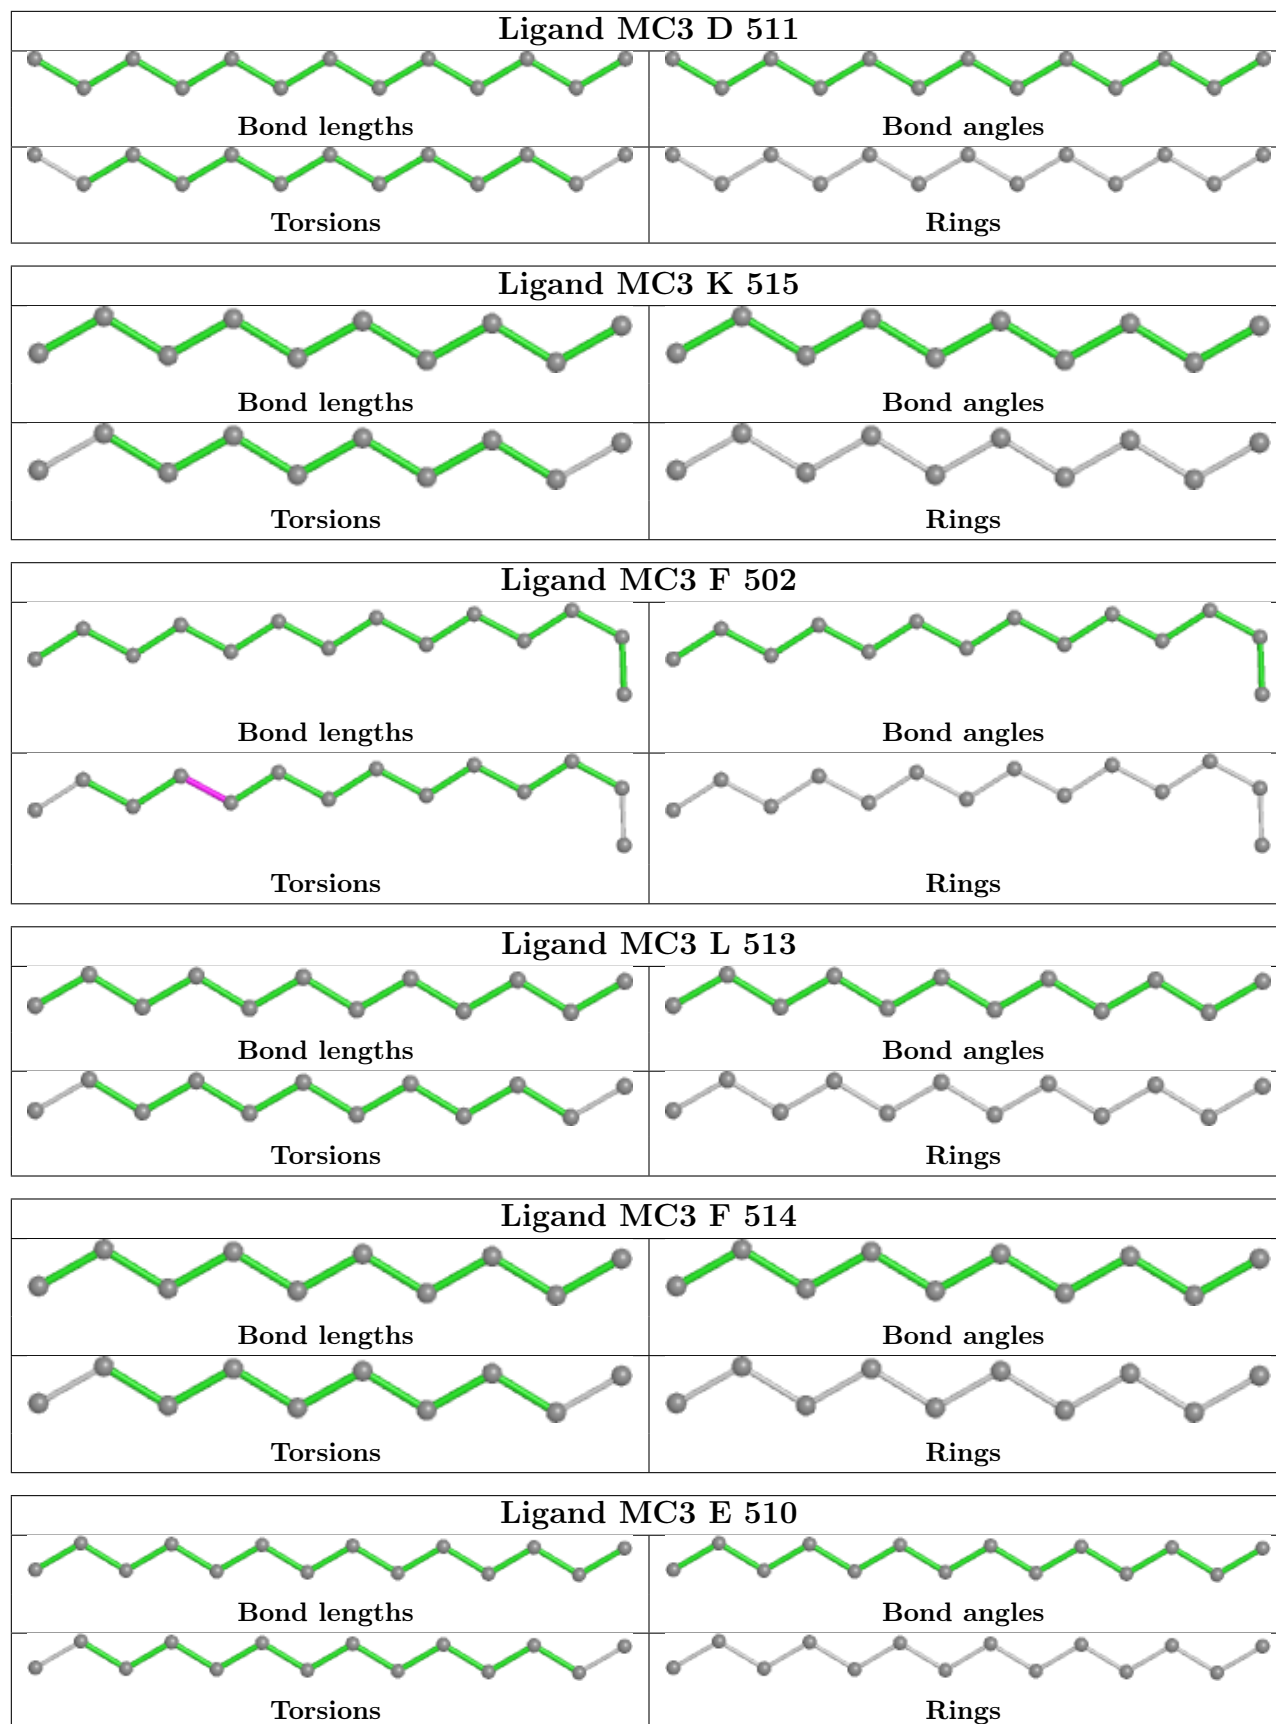 Ligand MC3 D 511
Bond lengths
Bond angles
Torsions
Rings
Ligand MC3 K 515
Bond lengths
Bond angles
Torsions
Rings
Ligand MC3 F 502
Bond lengths
Bond angles
Torsions
Rings
Ligand MC3 L 513
Bond lengths
Bond angles
Torsions
Rings
Ligand MC3 F 514
Bond lengths
Bond angles
Torsions
Rings
Ligand MC3 E 510
Bond lengths
Bond angles
Torsions
Rings